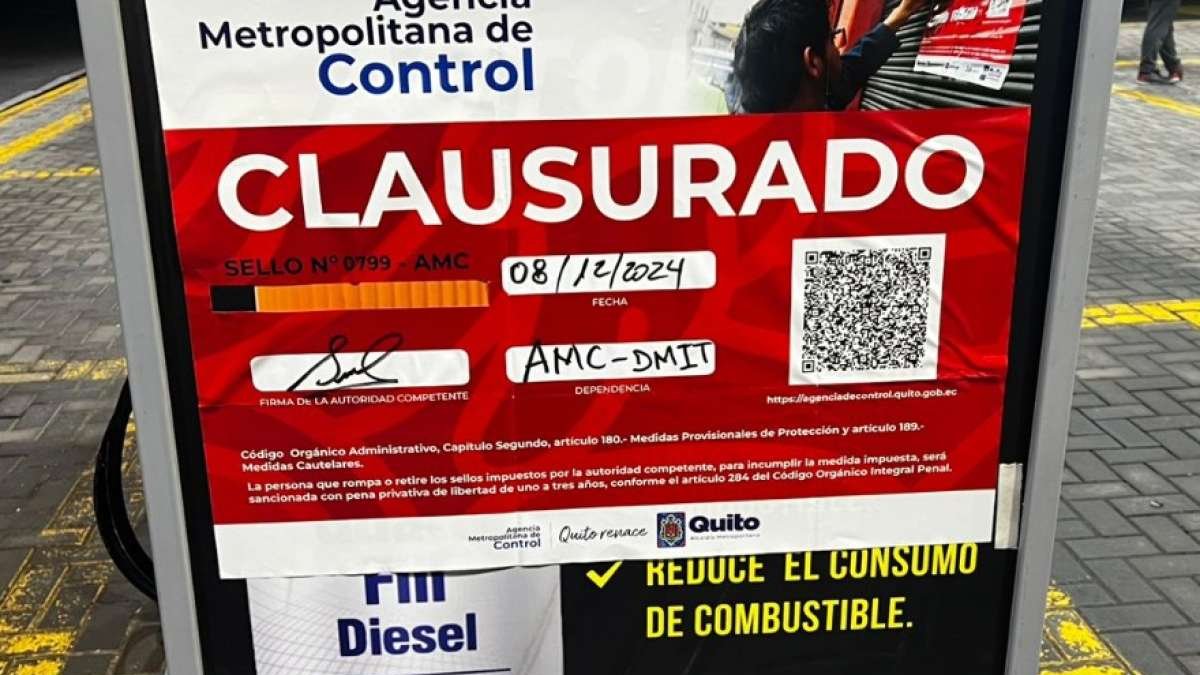 Agencia
Metropolitana de
Control
CLAUSURADO
SELLO Nº 0799 - AMC
08/12/2024
FECHA
AMC-DMIT
FIRMA DE LA AUTORIDAD COMPETENTE
DEPENDENCIA
https://agenciadecontrol.quito.gob.ec
Código Orgánico Administrativo, Capítulo Segundo, artículo 180.- Medidas Provisionales de Protección y artículo 189.-
Medidas Cautelares.
La persona que rompa o retire los sellos impuestos por la autoridad competente, para incumplir la medida impuesta, será
sancionada con pena privativa de libertad de uno a tres años, conforme el artículo 284 del Código Orgánico Integral Penal.
Agencia
Metropolitana de
Control
Quito renace
Quito
Alcaldía Metropolitana
Diesel
REDUCE EL CONSUMO
DE COMBUSTIBLE.